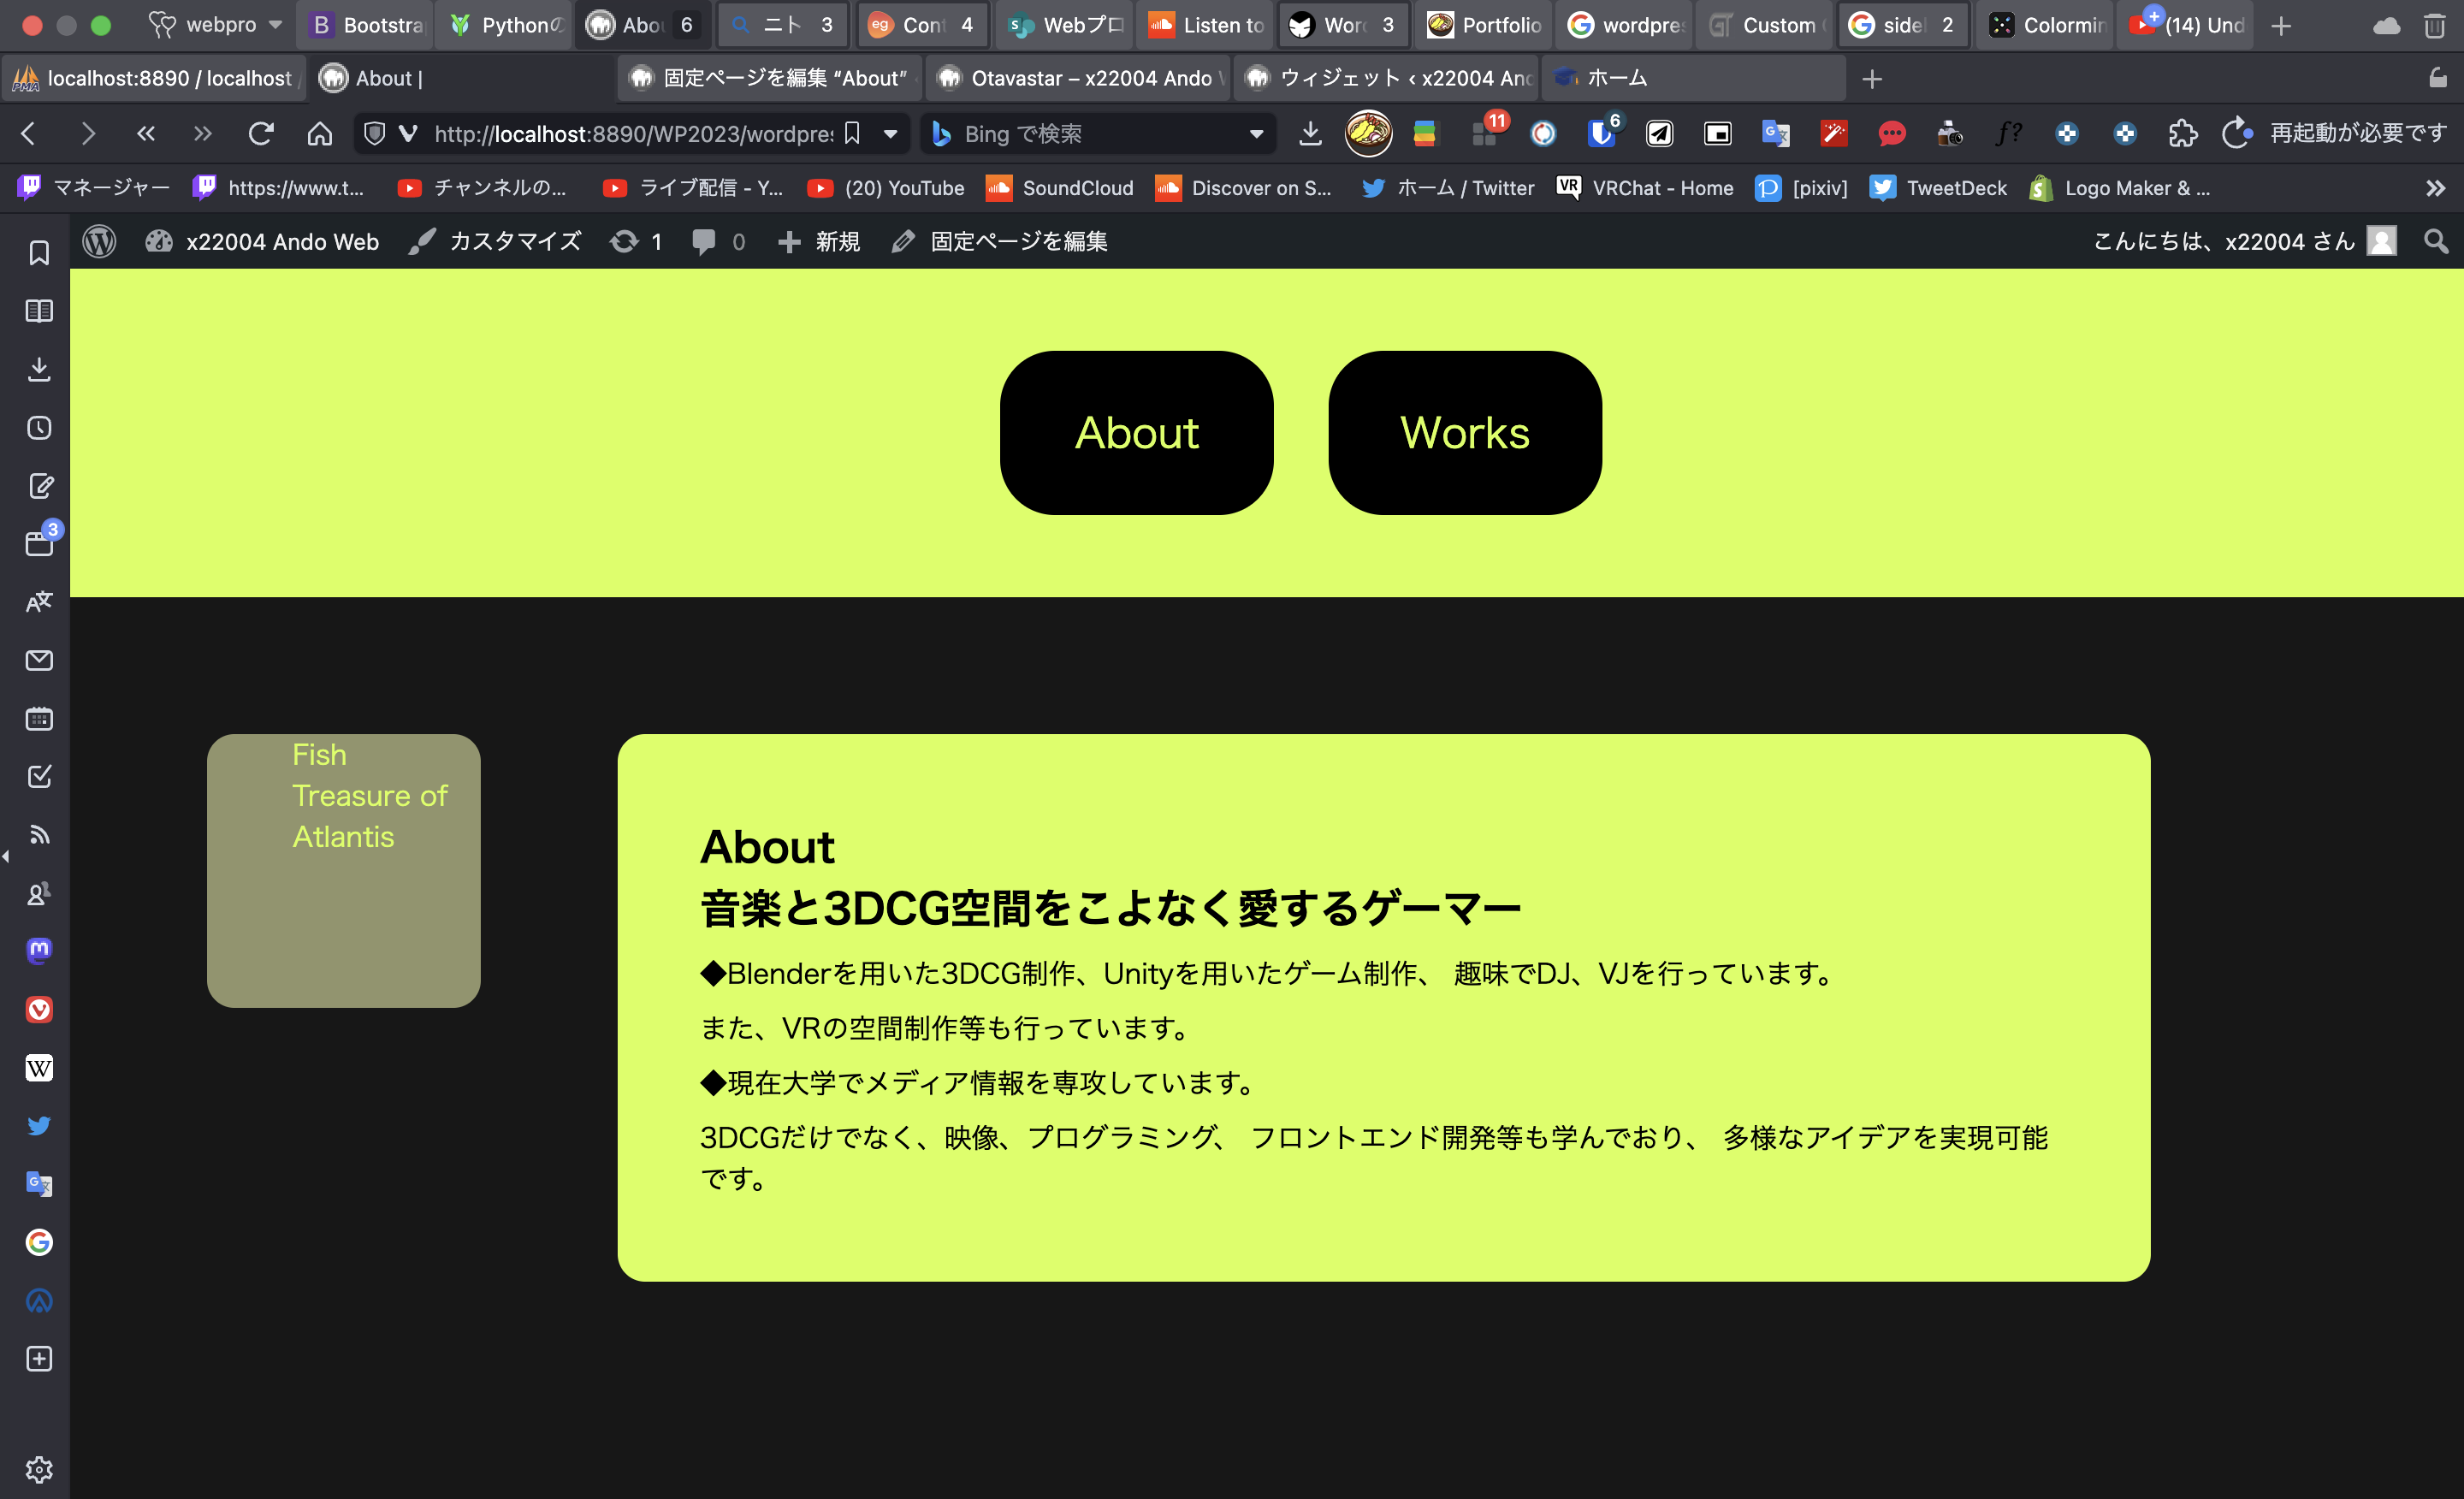 webpro
Bootstra
Pythonの
Abou 6
ニト 3
Cont 4
Webプロ
Listen to
Wor 3
Portfolio
wordpres
Custom
side 2
Colormin
(14) Und
localhost:8890 / localhost /
About |
固定ページを編集 “About” ‹
Otavastar – x22004 Ando W
ウィジェット ‹ x22004 And
ホーム
http://localhost:8890/WP2023/wordpres
Bing で検索
11
6
f?
再起動が必要です
マネージャー
https://www.t...
チャンネルの...
ライブ配信 - Y...
(20) YouTube
SoundCloud
Discover on S...
ホーム / Twitter
VRChat - Home
[pixiv]
TweetDeck
Logo Maker & ...
x22004 Ando Web
カスタマイズ
1
0
新規
固定ページを編集
こんにちは、x22004 さん
3
About
Works
Fish
Treasure of
Atlantis
About
音楽と3DCG空間をこよなく愛するゲーマー
◆Blenderを用いた3DCG制作、Unityを用いたゲーム制作、 趣味でDJ、VJを行っています。
また、VRの空間制作等も行っています。
◆現在大学でメディア情報を専攻しています。
3DCGだけでなく、映像、プログラミング、 フロントエンド開発等も学んでおり、 多様なアイデアを実現可能
です。